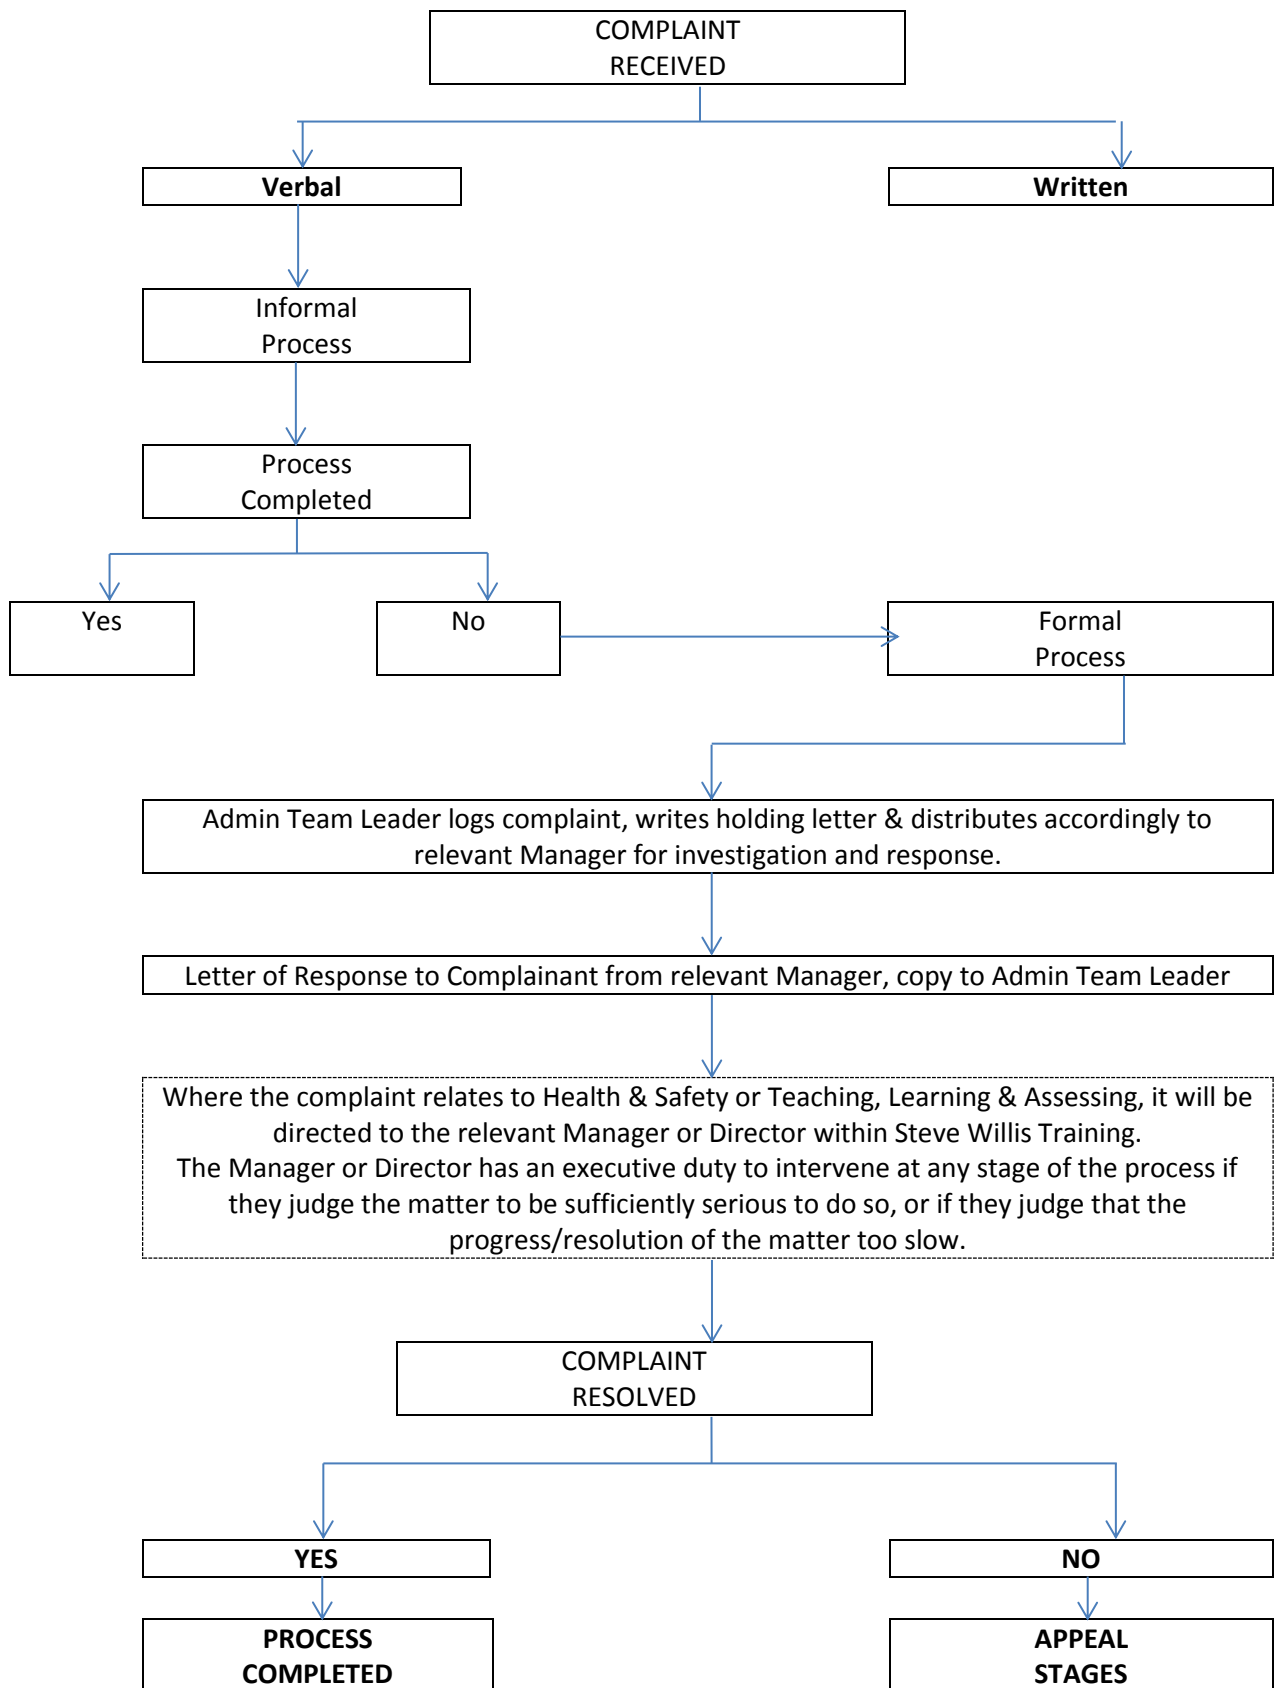 COMPLAINT
RECEIVED
Verbal
Written
Informal
Process
Process
Completed
Yes
No
Formal
Process
Admin Team Leader logs complaint, writes holding letter & distributes accordingly to
relevant Manager for investigation and response.
Letter of Response to Complainant from relevant Manager, copy to Admin Team Leader
Where the complaint relates to Health & Safety or Teaching, Learning & Assessing, it will be
directed to the relevant Manager or Director within Steve Willis Training.
The Manager or Director has an executive duty to intervene at any stage of the process if
they judge the matter to be sufficiently serious to do so, or if they judge that the
progress/resolution of the matter too slow.
COMPLAINT
RESOLVED
YES
NO
PROCESS
COMPLETED
APPEAL
STAGES